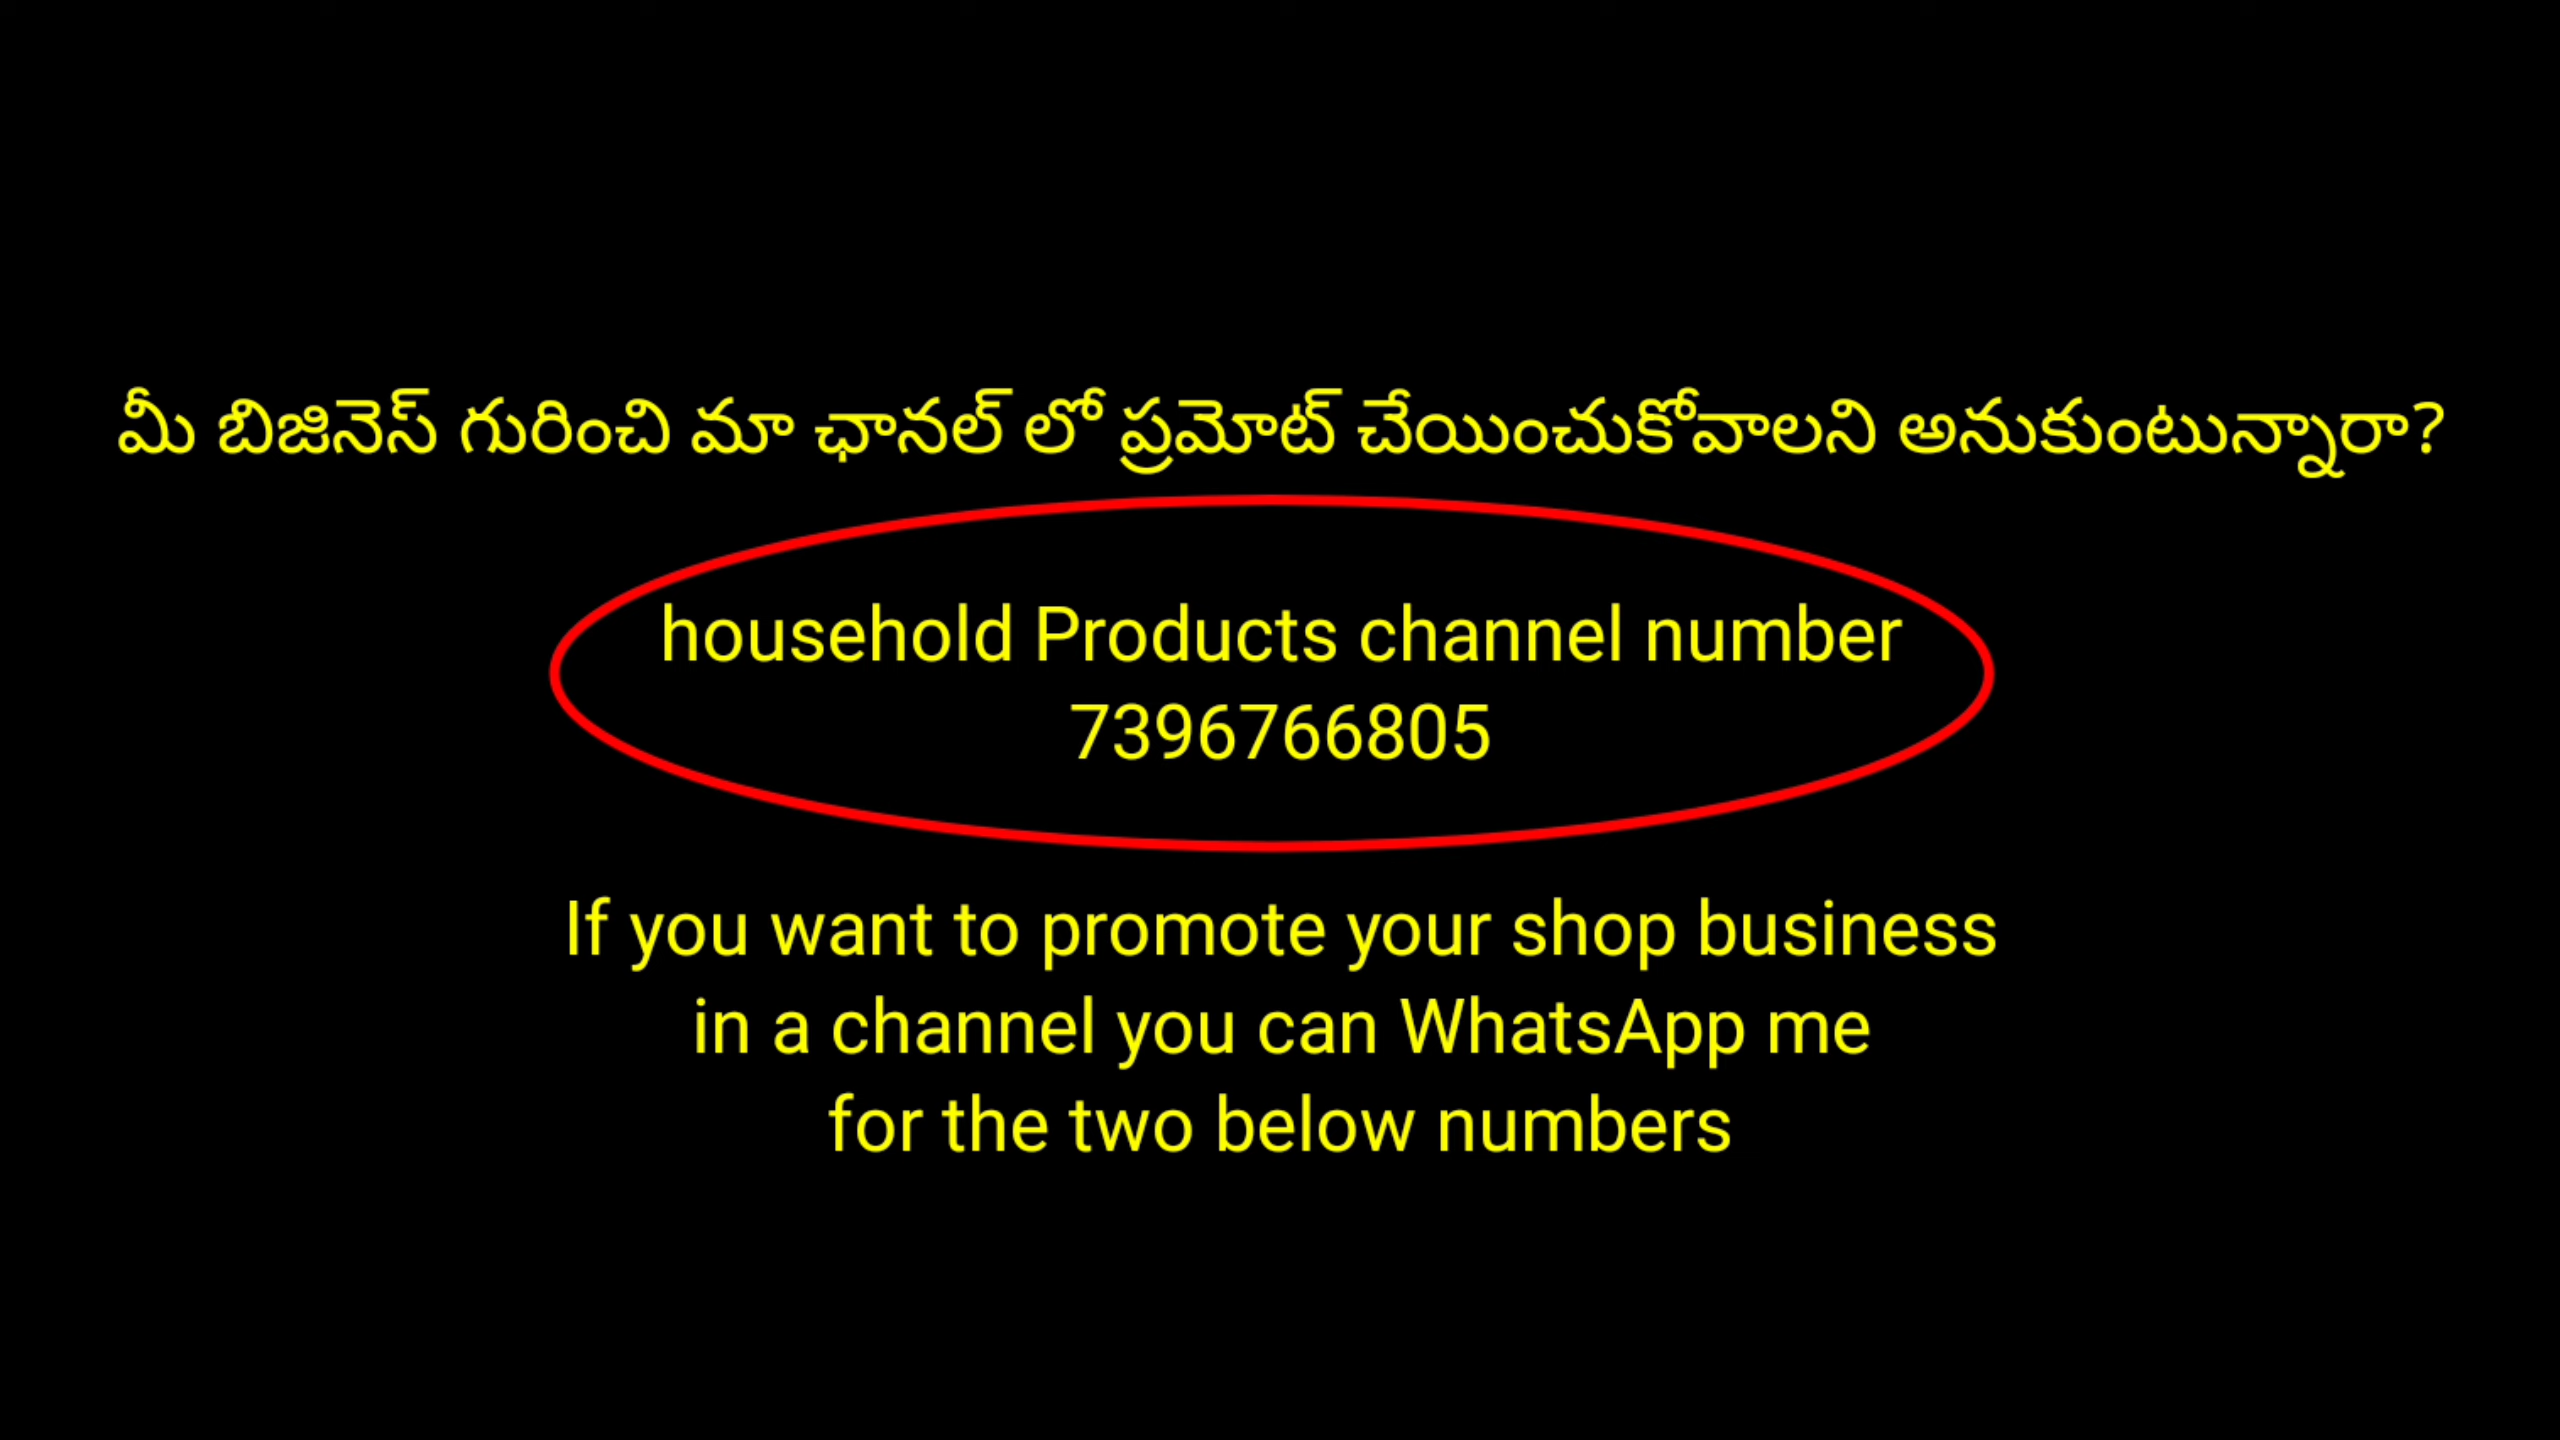 మీ బిజినెస్ గురించి మా ఛానల్ లో ప్రమోట్ చేయించుకోవాలని అనుకుంటున్నారా?
household Products channel number
7396766805
If you want to promote your shop business
in a channel you can WhatsApp me
for the two below numbers